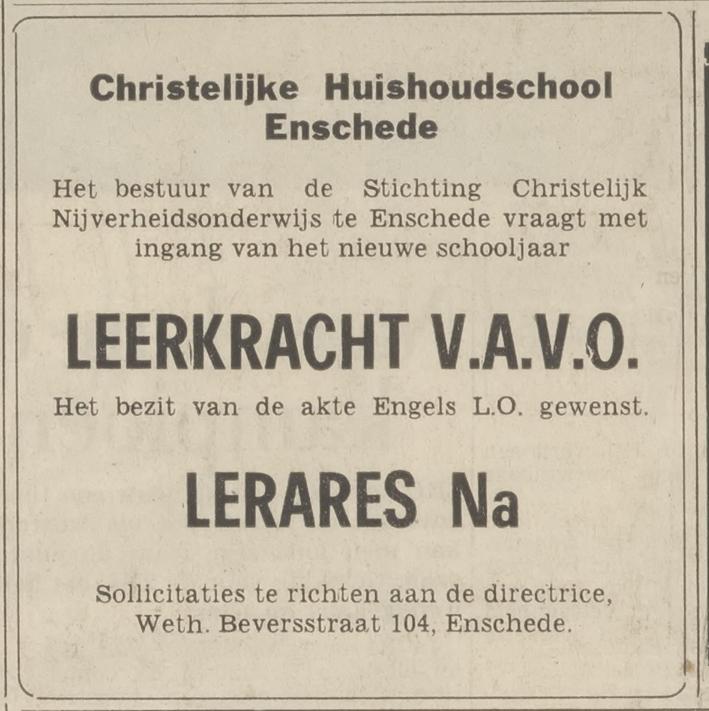 Christelijke Huishoudschool
Enschede
Het bestuur van de Stichting Christelijk
Nijverheidsonderwijs te Enschede vraagt met
ingang van het nieuwe schooljaar
LEERKRACHT V.A.V.O.
Het bezit van de akte Engels L.O. gewenst.
LERARES Na
Sollicitaties te richten aan de directrice,
Weth. Beversstraat 104, Enschede.